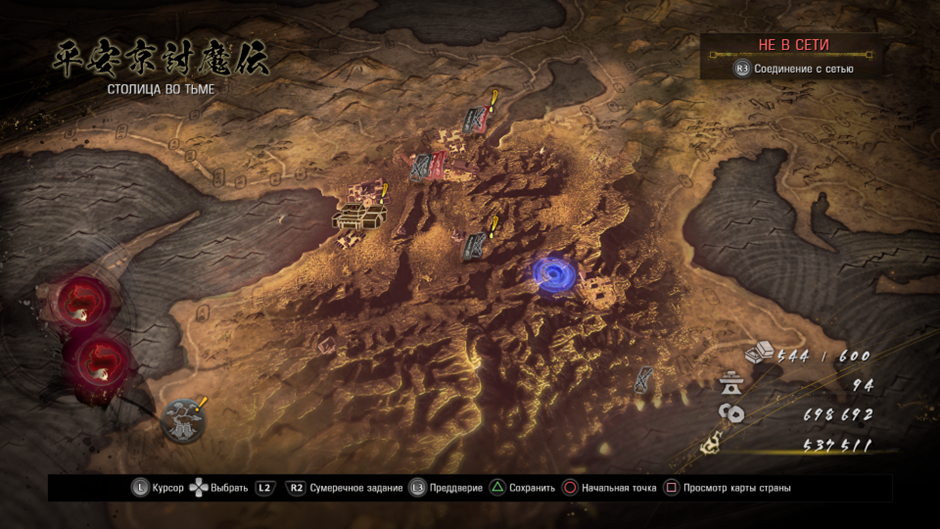 平安京討魔伝
СТОЛИЦА ВО ТЬМЕ
НЕ В СЕТИ
R3 Соединение с сетью
544 / 600
94
698 692
537 511
L Курсор Выбрать L2 R2 Сумеречное задание L3 Преддверие Сохранить Начальная точка Просмотр карты страны